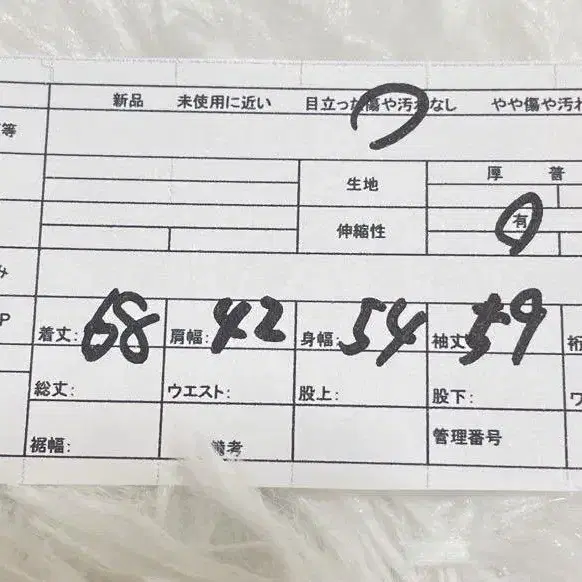 新品 未使用に近い 目立った傷や汚れなし やや傷や汚れ
等
生地 厚 普
伸縮性 有
み
P 着丈: 68 肩幅: 42 身幅: 54 袖丈: 59 裄
総丈: ウエスト: 股上: 股下: ワ
裾幅: 備考 管理番号